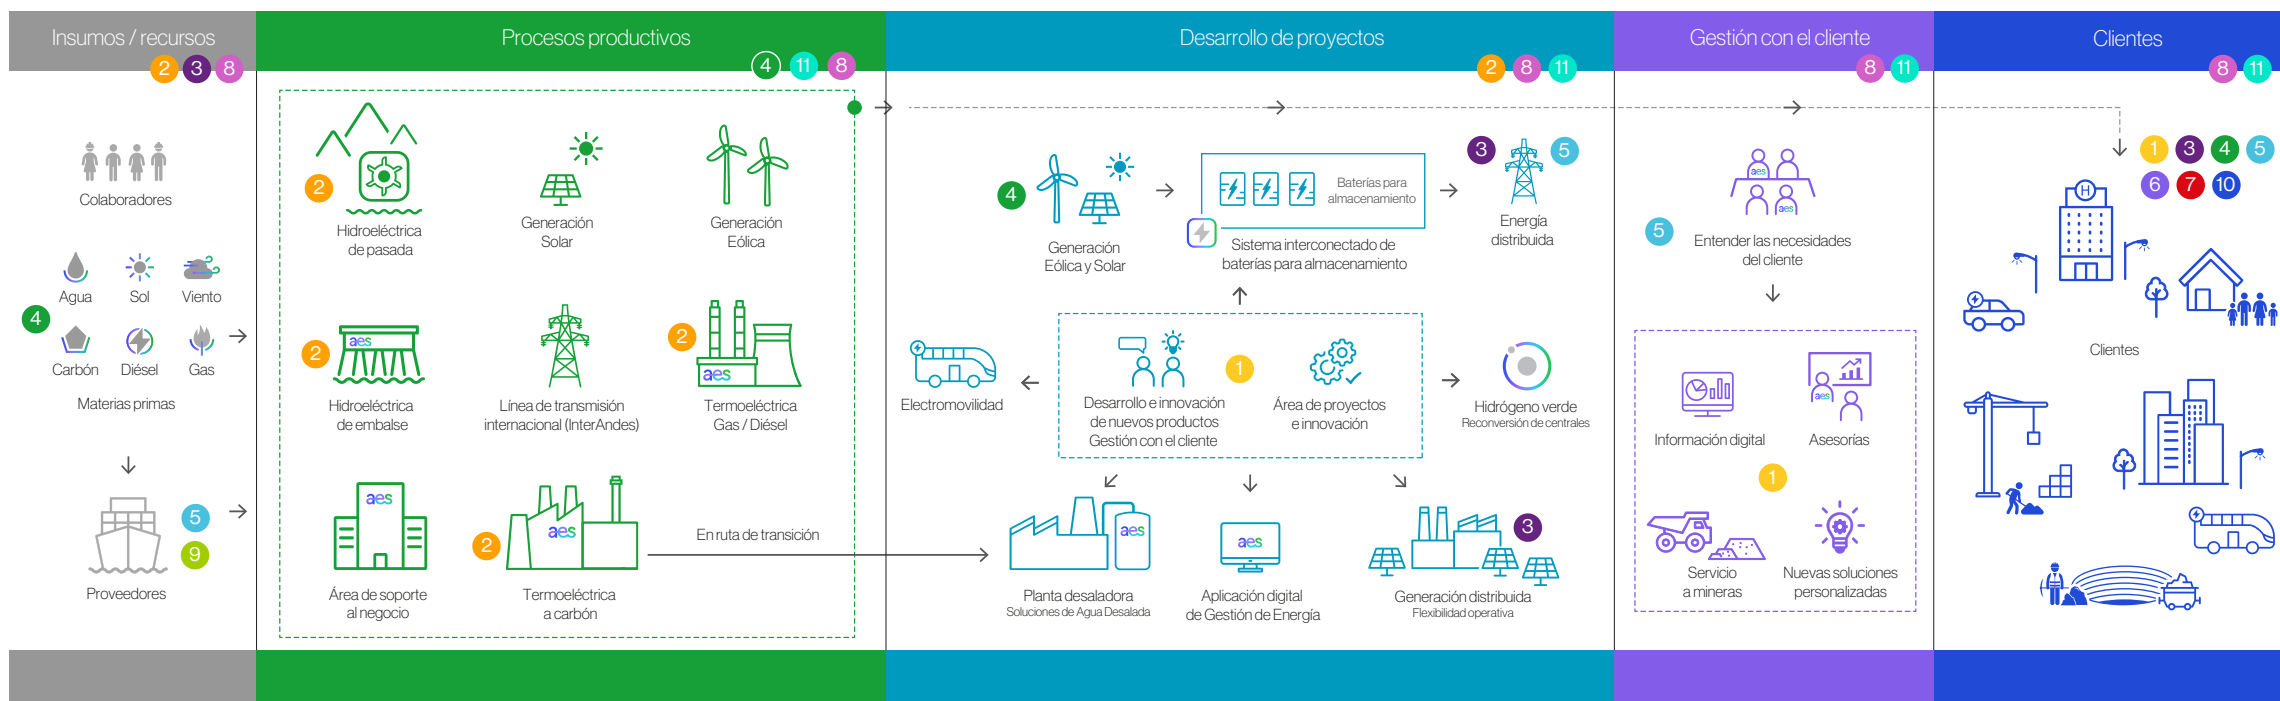 Insumos / recursos
2 3 8
Colaboradores
Agua Sol Viento
4
Carbón Diésel Gas
Materias primas
5
9
Proveedores
Procesos productivos
4 11 8
2
Hidroeléctrica
de pasada
Generación
Solar
Generación
Eólica
2
aes
Hidroeléctrica
de embalse
Línea de transmisión
internacional (InterAndes)
2
aes
Termoeléctrica
Gas / Diésel
aes
Área de soporte
al negocio
2
aes
Termoeléctrica
a carbón
En ruta de transición
Desarrollo de proyectos
2 8 11
4
Generación
Eólica y Solar
Baterías para
almacenamiento
Sistema interconectado de
baterías para almacenamiento
3 5
Energía
distribuida
Electromovilidad
1
Desarrollo e innovación
de nuevos productos
Gestión con el cliente
Área de proyectos
e innovación
Hidrógeno verde
Reconversión de centrales
aes
Planta desaladora
Soluciones de Agua Desalada
aes
Aplicación digital
de Gestión de Energía
3
Generación distribuida
Flexibilidad operativa
Gestión con el cliente
8 11
aes
aes
5
Entender las necesidades
del cliente
aes
Información digital
Asesorías
1
Servicio
a mineras
Nuevas soluciones
personalizadas
Clientes
8 11
1 3 4 5
6 7 10
H
Clientes